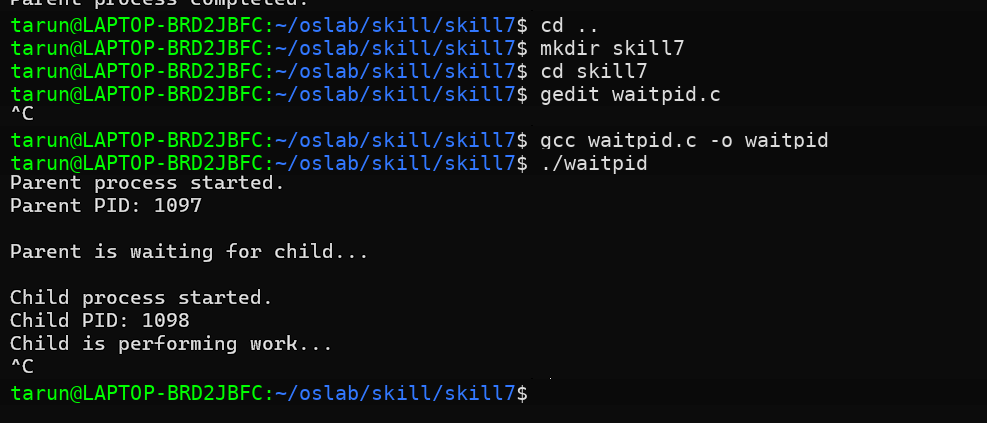 Parent process completed.
tarun@LAPTOP-BRD2JBFC:~/oslab/skill/skill7$ cd ..
tarun@LAPTOP-BRD2JBFC:~/oslab/skill/skill7$ mkdir skill7
tarun@LAPTOP-BRD2JBFC:~/oslab/skill/skill7$ cd skill7
tarun@LAPTOP-BRD2JBFC:~/oslab/skill/skill7$ gedit waitpid.c
^C
tarun@LAPTOP-BRD2JBFC:~/oslab/skill/skill7$ gcc waitpid.c -o waitpid
tarun@LAPTOP-BRD2JBFC:~/oslab/skill/skill7$ ./waitpid
Parent process started.
Parent PID: 1097
Parent is waiting for child...
Child process started.
Child PID: 1098
Child is performing work...
^C
tarun@LAPTOP-BRD2JBFC:~/oslab/skill/skill7$